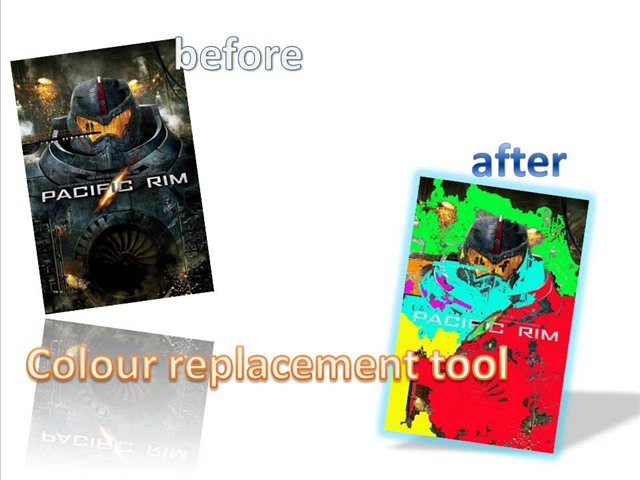 before
PACIFIC RIM
after
PACIFIC RIM
Colour replacement tool